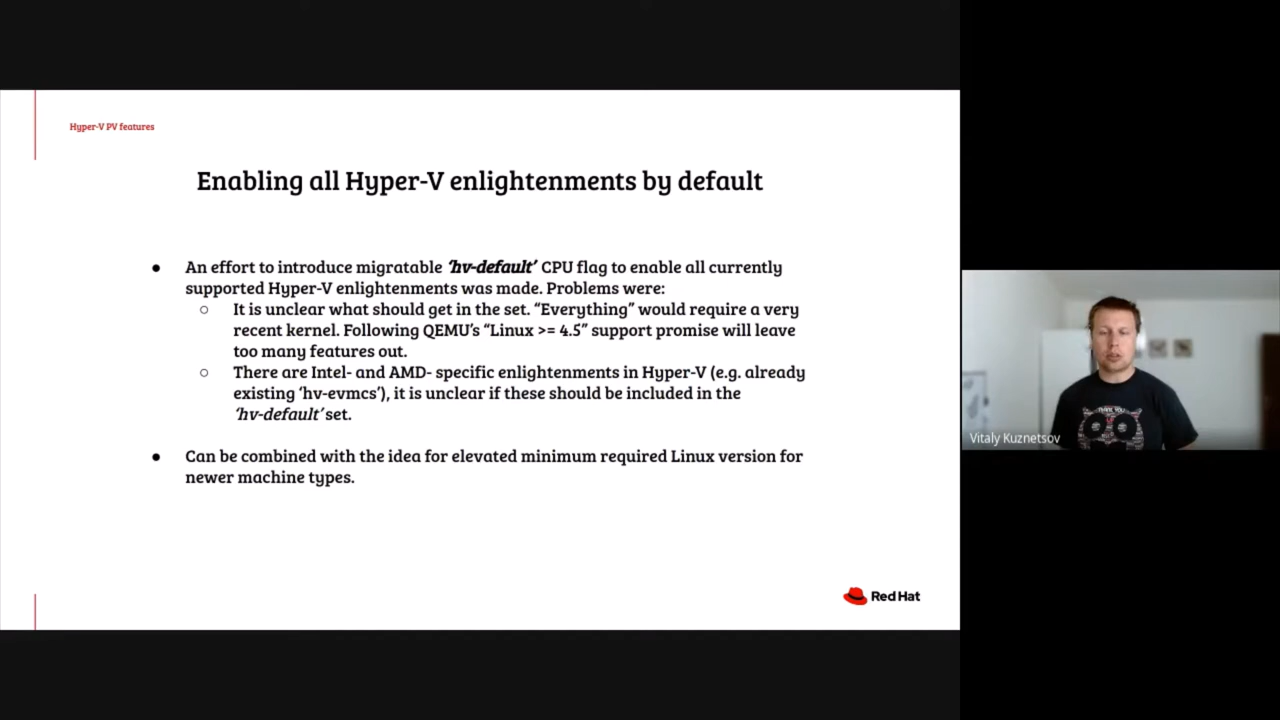 Hyper-V PV features
Enabling all Hyper-V enlightenments by default
● An effort to introduce migratable ‘hv-default’ CPU flag to enable all currently
supported Hyper-V enlightenments was made. Problems were:
○ It is unclear what should get in the set. “Everything” would require a very
recent kernel. Following QEMU’s “Linux >= 4.5” support promise will leave
too many features out.
○ There are Intel- and AMD- specific enlightenments in Hyper-V (e.g. already
existing ‘hv-evmcs’), it is unclear if these should be included in the
‘hv-default’ set.
● Can be combined with the idea for elevated minimum required Linux version for
newer machine types.
Red Hat
THANK YOU
Vitaly Kuznetsov